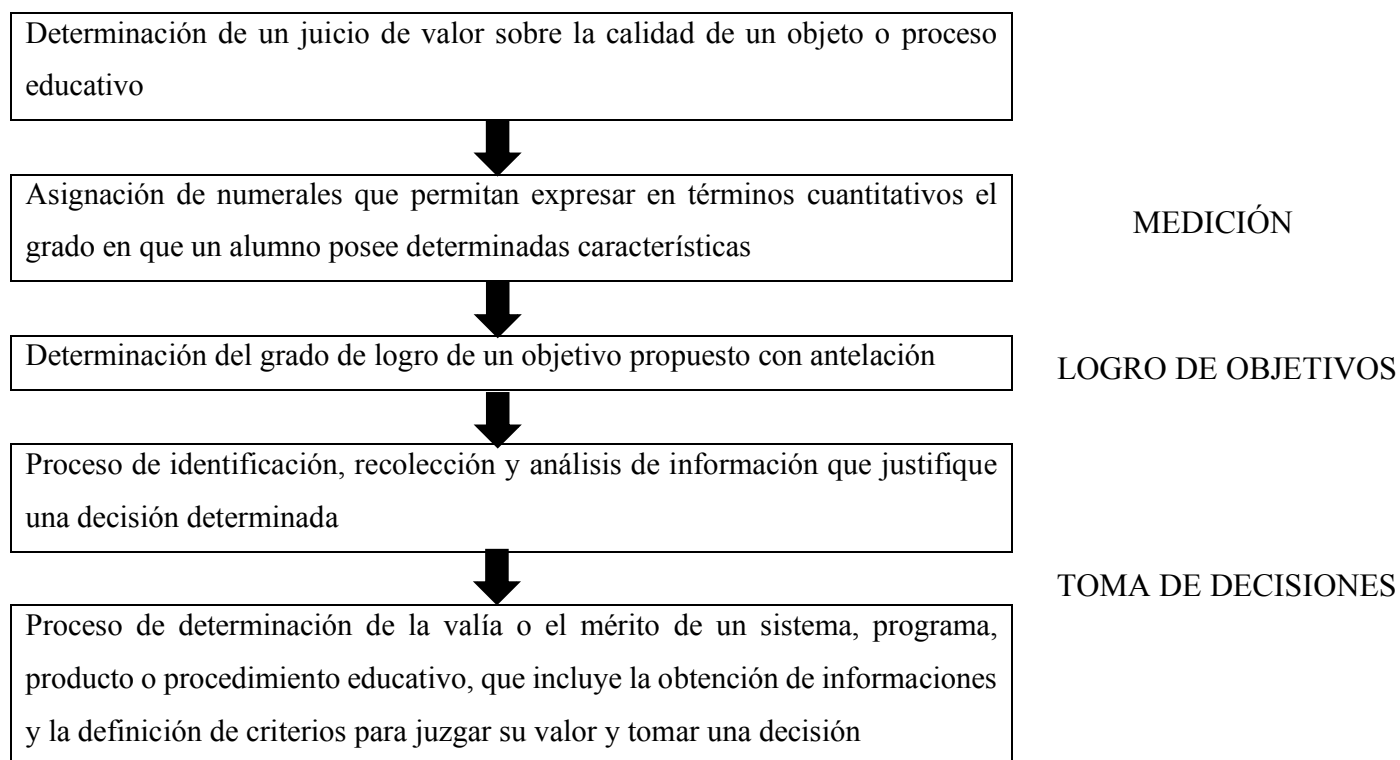 Determinación de un juicio de valor sobre la calidad de un objeto o proceso
educativo
Asignación de numerales que permitan expresar en términos cuantitativos el
grado en que un alumno posee determinadas características
MEDICIÓN
Determinación del grado de logro de un objetivo propuesto con antelación
LOGRO DE OBJETIVOS
Proceso de identificación, recolección y análisis de información que justifique
una decisión determinada
TOMA DE DECISIONES
Proceso de determinación de la valía o el mérito de un sistema, programa,
producto o procedimiento educativo, que incluye la obtención de informaciones
y la definición de criterios para juzgar su valor y tomar una decisión